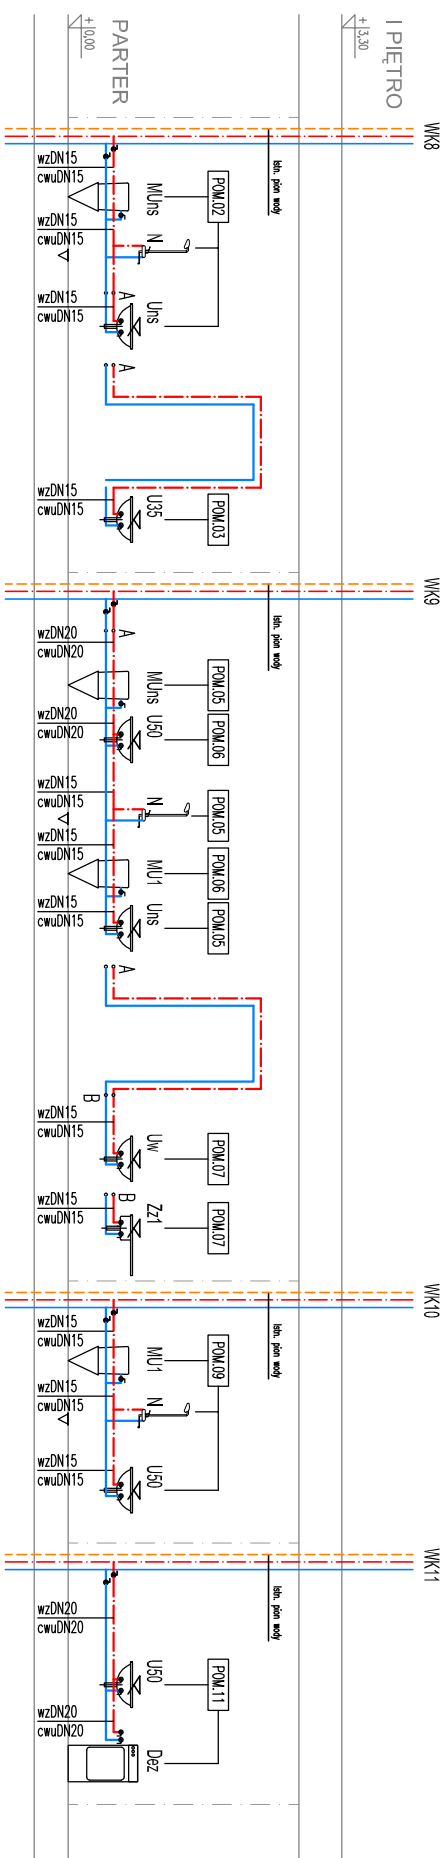 I PIĘTRO
+ 3,30
PARTER
+ 0,00
WK8
Istn. pion wody
POM.02
MUns
N
Uns
A
wzDN15
cwuDN15
wzDN15
cwuDN15
wzDN15
cwuDN15
A
POM.03
U35
wzDN15
cwuDN15
WK9
Istn. pion wody
A
POM.05
MUns
POM.06
U50
POM.05
N
POM.06
MU1
POM.05
Uns
wzDN20
cwuDN20
wzDN20
cwuDN20
wzDN15
cwuDN15
wzDN15
cwuDN15
wzDN15
cwuDN15
A
B
POM.07
Uw
wzDN15
cwuDN15
B
POM.07
Zz1
wzDN15
cwuDN15
WK10
Istn. pion wody
POM.09
MU1
N
U50
wzDN15
cwuDN15
wzDN15
cwuDN15
wzDN15
cwuDN15
WK11
Istn. pion wody
POM.11
U50
Dez
wzDN20
cwuDN20
wzDN20
cwuDN20